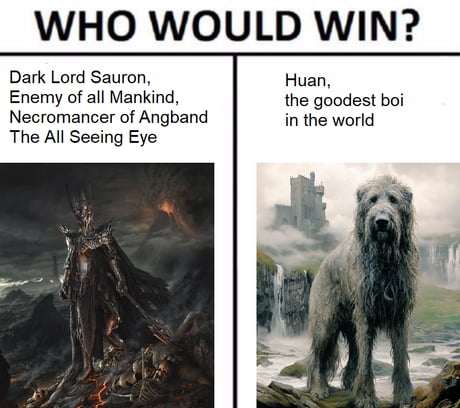 WHO WOULD WIN?
Dark Lord Sauron,
Enemy of all Mankind,
Necromancer of Angband
The All Seeing Eye
Huan,
the goodest boi
in the world